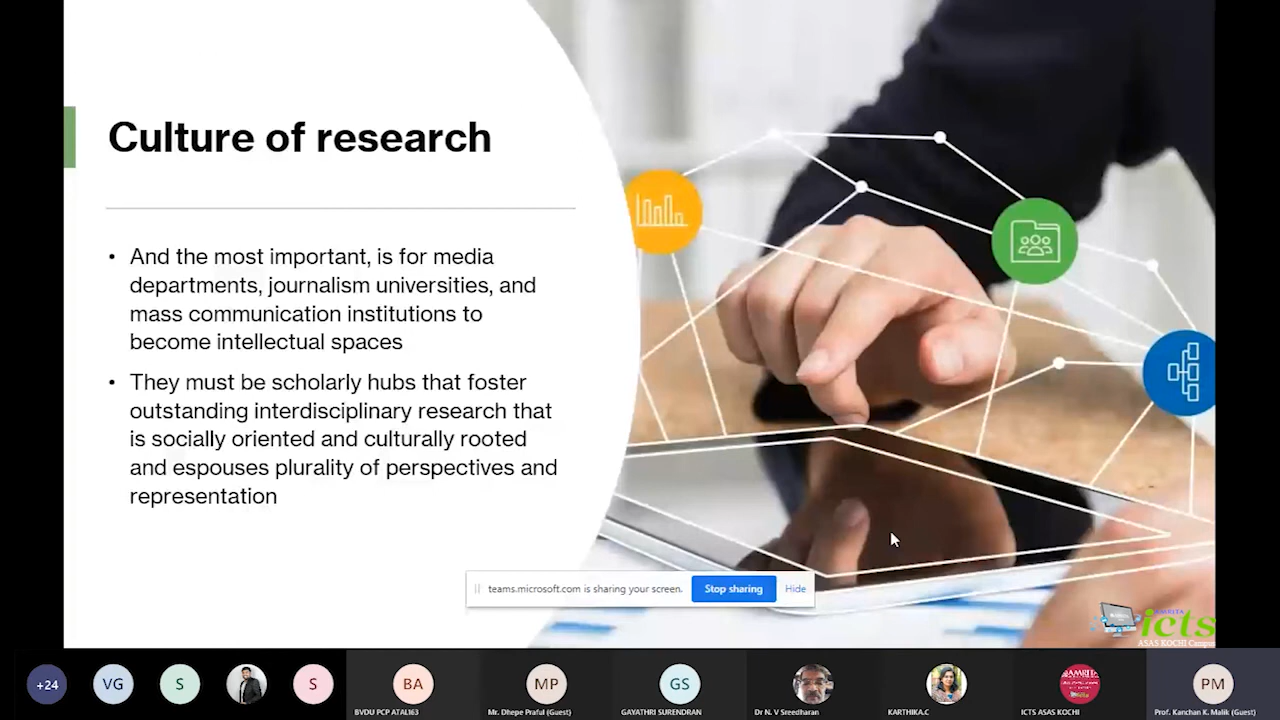 Culture of research
• And the most important, is for media
departments, journalism universities, and
mass communication institutions to
become intellectual spaces
• They must be scholarly hubs that foster
outstanding interdisciplinary research that
is socially oriented and culturally rooted
and espouses plurality of perspectives and
representation
teams.microsoft.com is sharing your screen.
Stop sharing
Hide
AMRITA
icts
ASAS KOCHI Campus
+24
VG
S
S
BA
MP
GS
AMRITA
PM
BVDU PCP ATAL163
Mr. Dhepe Praful (Guest)
GAYATHRI SURENDRAN
Dr N. V Sreedharan
KARTHIKA.C
ICTS ASAS KOCHI
Prof. Kanchan K. Malik (Guest)